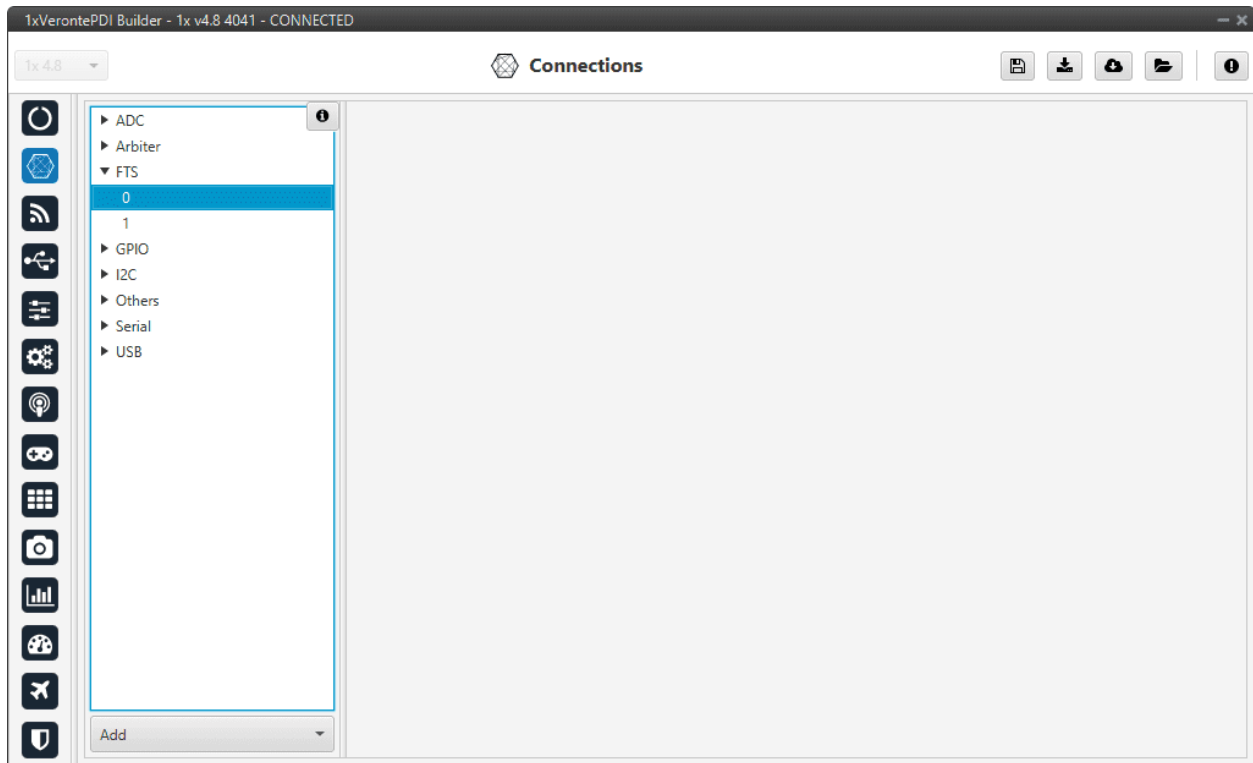 1xVerontePDI Builder - 1x v4.8 4041 - CONNECTED
1x 4.8
Connections
ADC
Arbiter
FTS
0
1
GPIO
I2C
Others
Serial
USB
Add